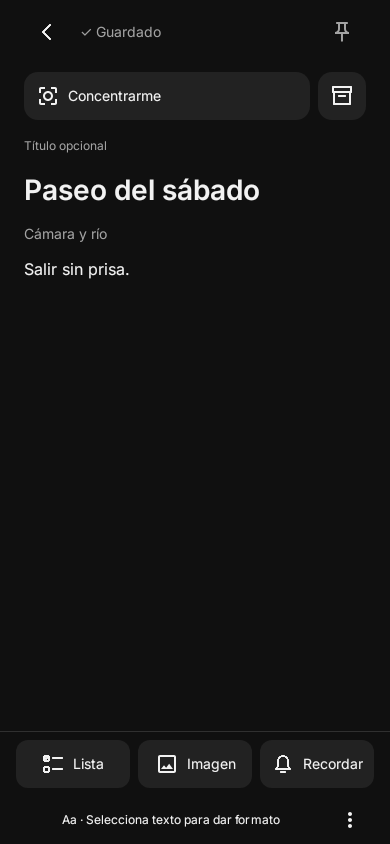 ✓ Guardado
Concentrarme
Título opcional
Paseo del sábado
Cámara y río
Salir sin prisa.
Lista
Imagen
Recordar
Aa · Selecciona texto para dar formato